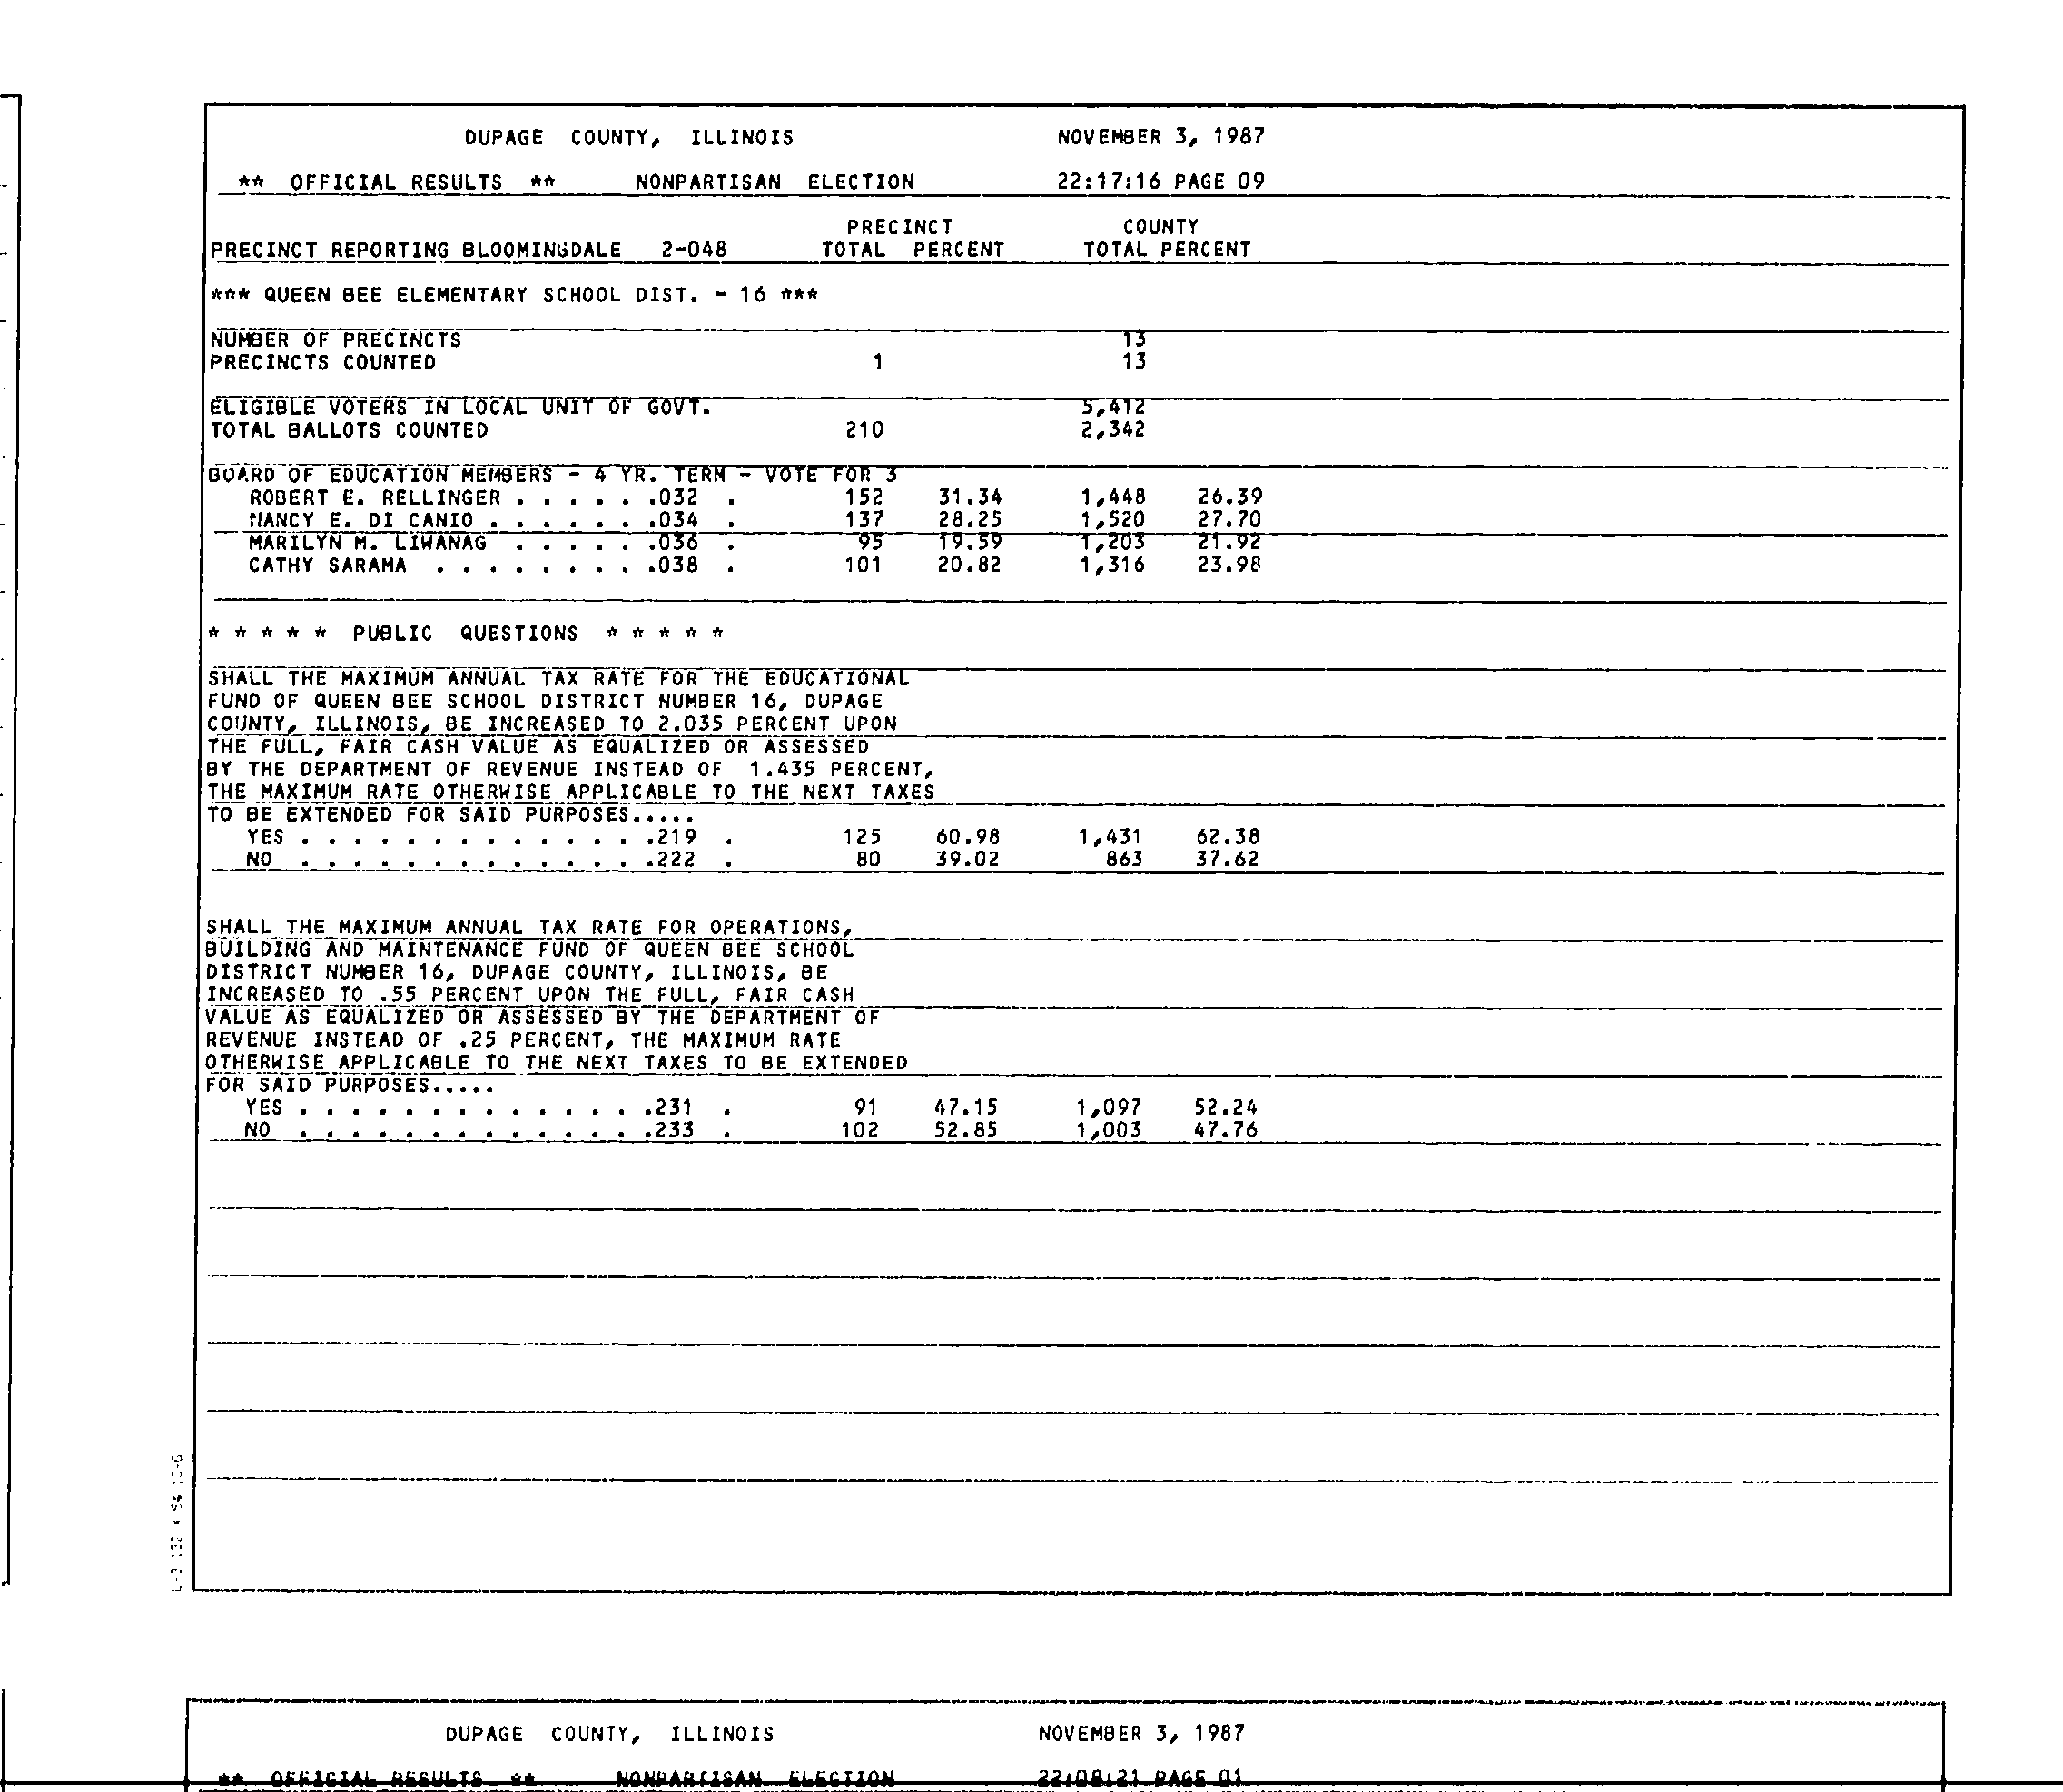 DUPAGE COUNTY, ILLINOIS NOVEMBER 3, 1987
** OFFICIAL RESULTS ** NONPARTISAN ELECTION 22:17:16 PAGE 09
PRECINCT COUNTY
PRECINCT REPORTING BLOOMINGDALE 2-048 TOTAL PERCENT TOTAL PERCENT
*** QUEEN BEE ELEMENTARY SCHOOL DIST. - 16 ***
NUMBER OF PRECINCTS 13
PRECINCTS COUNTED 1 13
ELIGIBLE VOTERS IN LOCAL UNIT OF GOVT. 5,412
TOTAL BALLOTS COUNTED 210 2,342
BOARD OF EDUCATION MEMBERS - 4 YR. TERM - VOTE FOR 3
ROBERT E. RELLINGER . . . . . .032 . 152 31.34 1,448 26.39
NANCY E. DI CANIO . . . . . . .034 . 137 28.25 1,520 27.70
MARILYN M. LIWANAG . . . . . .036 . 95 19.59 1,203 21.92
CATHY SARAMA . . . . . . . . .038 . 101 20.82 1,316 23.98
* * * * * PUBLIC QUESTIONS * * * * *
SHALL THE MAXIMUM ANNUAL TAX RATE FOR THE EDUCATIONAL
FUND OF QUEEN BEE SCHOOL DISTRICT NUMBER 16, DUPAGE
COUNTY, ILLINOIS, BE INCREASED TO 2.035 PERCENT UPON
THE FULL, FAIR CASH VALUE AS EQUALIZED OR ASSESSED
BY THE DEPARTMENT OF REVENUE INSTEAD OF 1.435 PERCENT,
THE MAXIMUM RATE OTHERWISE APPLICABLE TO THE NEXT TAXES
TO BE EXTENDED FOR SAID PURPOSES.....
YES . . . . . . . . . . . . . .219 . 125 60.98 1,431 62.38
NO . . . . . . . . . . . . . .222 . 80 39.02 863 37.62
SHALL THE MAXIMUM ANNUAL TAX RATE FOR OPERATIONS,
BUILDING AND MAINTENANCE FUND OF QUEEN BEE SCHOOL
DISTRICT NUMBER 16, DUPAGE COUNTY, ILLINOIS, BE
INCREASED TO .55 PERCENT UPON THE FULL, FAIR CASH
VALUE AS EQUALIZED OR ASSESSED BY THE DEPARTMENT OF
REVENUE INSTEAD OF .25 PERCENT, THE MAXIMUM RATE
OTHERWISE APPLICABLE TO THE NEXT TAXES TO BE EXTENDED
FOR SAID PURPOSES.....
YES . . . . . . . . . . . . . .231 . 91 47.15 1,097 52.24
NO . . . . . . . . . . . . . .233 . 102 52.85 1,003 47.76
DUPAGE COUNTY, ILLINOIS NOVEMBER 3, 1987
** OFFICIAL RESULTS ** NONPARTISAN ELECTION 22:08:21 PAGE 01